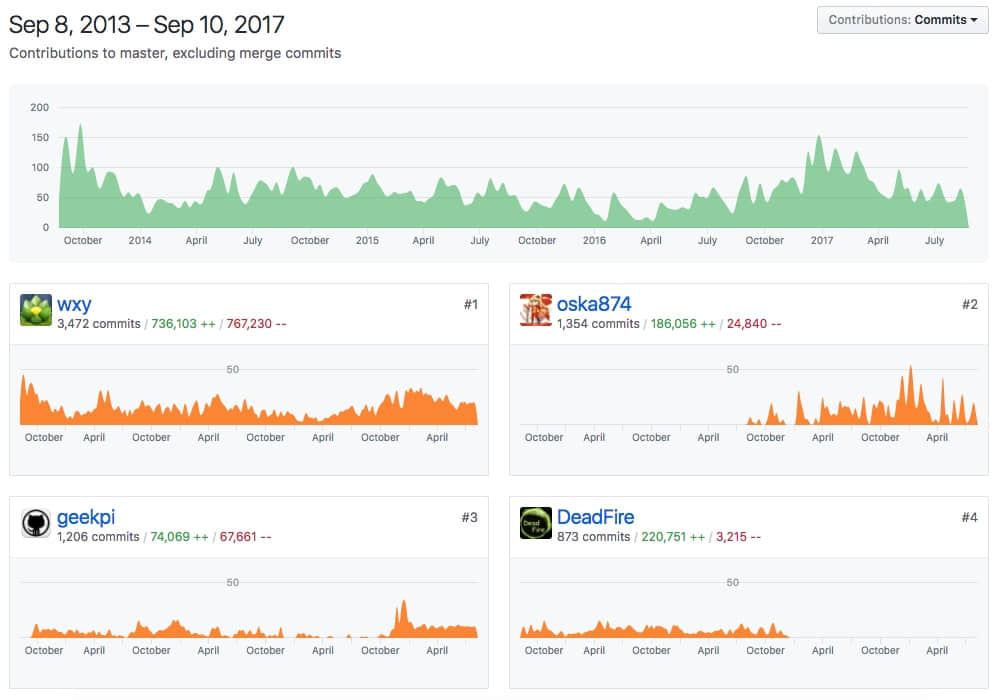 Sep 8, 2013 – Sep 10, 2017
Contributions: Commits
Contributions to master, excluding merge commits
200
150
100
50
0
October 2014 April July October 2015 April July October 2016 April July October 2017 April July
wxy #1
3,472 commits / 736,103 ++ / 767,230 --
50
October April October April October April October April
oska874 #2
1,354 commits / 186,056 ++ / 24,840 --
50
October April October April October April October April
geekpi #3
1,206 commits / 74,069 ++ / 67,661 --
50
October April October April October April October April
DeadFire #4
Dead
Fire
873 commits / 220,751 ++ / 3,215 --
50
October April October April October April October April